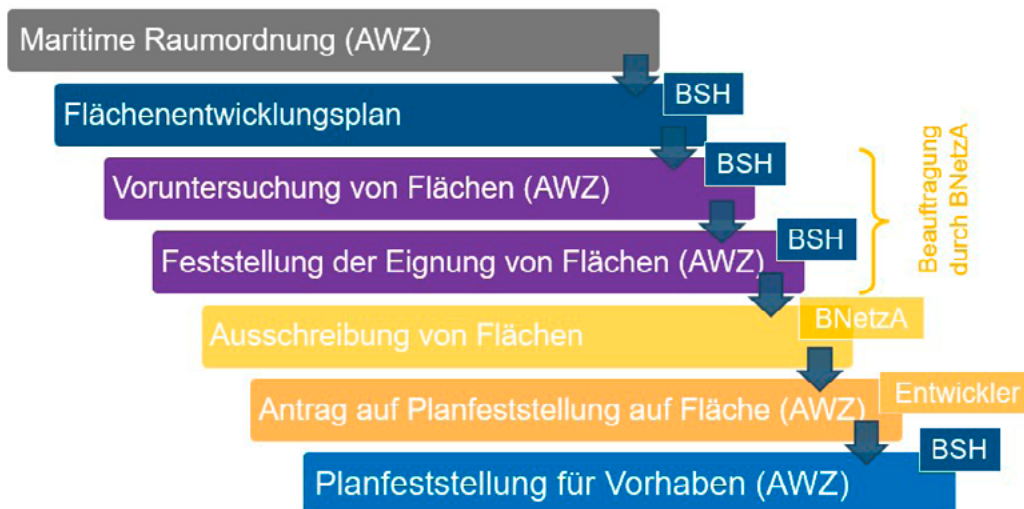 Maritime Raumordnung (AWZ)
BSH
Flächenentwicklungsplan
BSH
Voruntersuchung von Flächen (AWZ)
BSH
Feststellung der Eignung von Flächen (AWZ)
Beauftragung
durch BNetzA
BNetzA
Ausschreibung von Flächen
Entwickler
Antrag auf Planfeststellung auf Fläche (AWZ)
BSH
Planfeststellung für Vorhaben (AWZ)